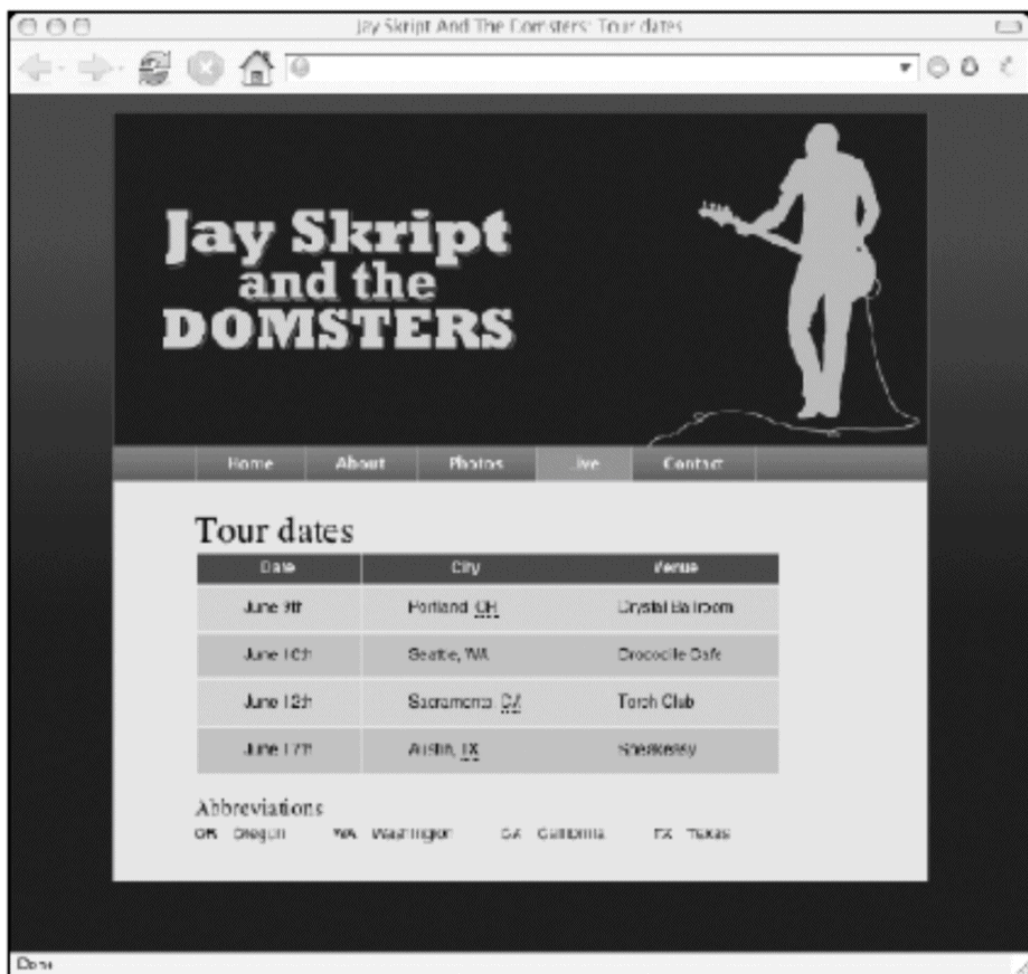 Jay Skript And The Domsters: Tour dates
Jay Skript
and the
DOMSTERS
Home About Photos Live Contact
Tour dates
Date City Venue
June 9th Portland, OR Crystal Ballroom
June 10th Seattle, WA Crocodile Cafe
June 12th Sacramento, CA Torch Club
June 17th Austin, TX Speakeasy
Abbreviations
OR Oregon WA Washington CA California TX Texas
Done